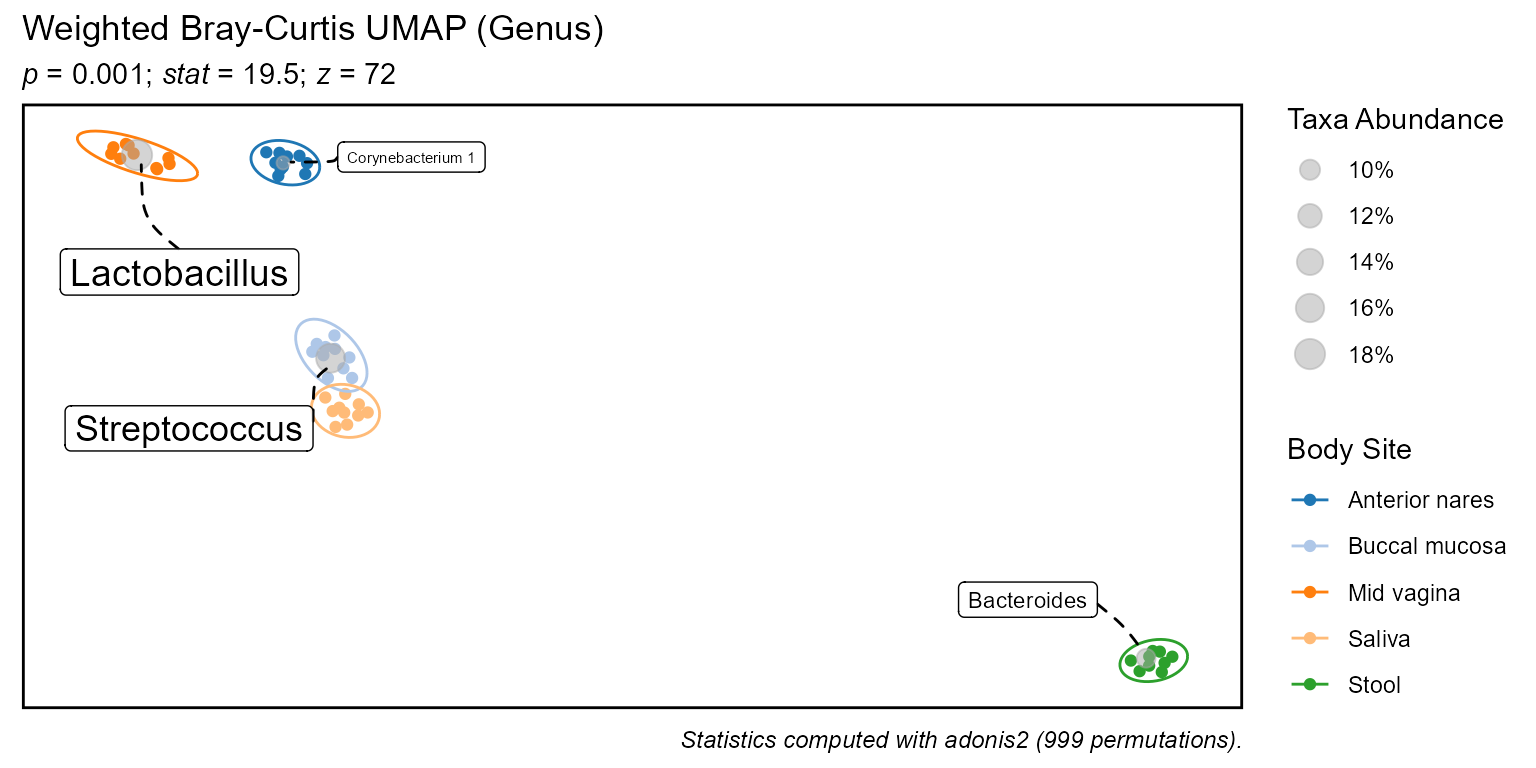 Weighted Bray-Curtis UMAP (Genus)
p = 0.001; stat = 19.5; z = 72
Corynebacterium 1
Lactobacillus
Streptococcus
Bacteroides
Statistics computed with adonis2 (999 permutations).
Taxa Abundance
10%
12%
14%
16%
18%
Body Site
Anterior nares
Buccal mucosa
Mid vagina
Saliva
Stool